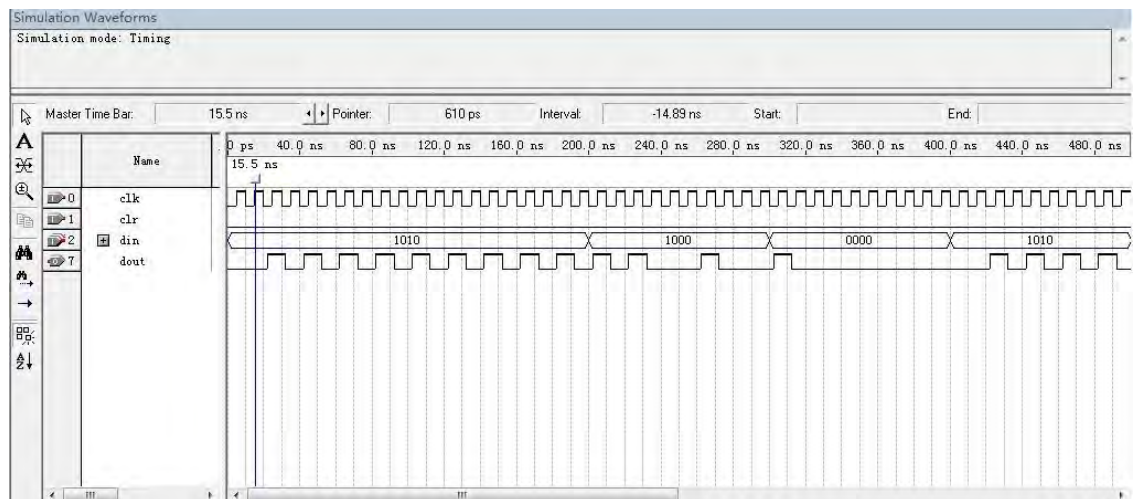 Simulation Waveforms
Simulation mode: Timing
Master Time Bar: 15.5 ns Pointer: 610 ps Interval: -14.89 ns Start: End:
Name
0 ps 40.0 ns 80.0 ns 120.0 ns 160.0 ns 200.0 ns 240.0 ns 280.0 ns 320.0 ns 360.0 ns 400.0 ns 440.0 ns 480.0 ns
15.5 ns
0 clk
1 clr
2 din 1010 1000 0000 1010
7 dout